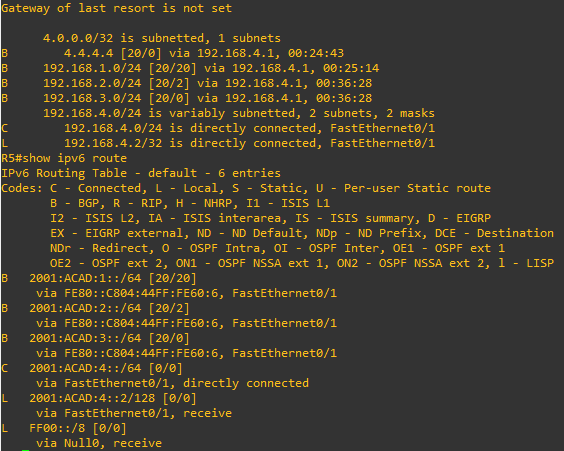 Gateway of last resort is not set
4.0.0.0/32 is subnetted, 1 subnets
B 4.4.4.4 [20/0] via 192.168.4.1, 00:24:43
B 192.168.1.0/24 [20/20] via 192.168.4.1, 00:25:14
B 192.168.2.0/24 [20/2] via 192.168.4.1, 00:36:28
B 192.168.3.0/24 [20/0] via 192.168.4.1, 00:36:28
192.168.4.0/24 is variably subnetted, 2 subnets, 2 masks
C 192.168.4.0/24 is directly connected, FastEthernet0/1
L 192.168.4.2/32 is directly connected, FastEthernet0/1
R5#show ipv6 route
IPv6 Routing Table - default - 6 entries
Codes: C - Connected, L - Local, S - Static, U - Per-user Static route
B - BGP, R - RIP, H - NHRP, I1 - ISIS L1
I2 - ISIS L2, IA - ISIS interarea, IS - ISIS summary, D - EIGRP
EX - EIGRP external, ND - ND Default, NDp - ND Prefix, DCE - Destination
NDr - Redirect, O - OSPF Intra, OI - OSPF Inter, OE1 - OSPF ext 1
OE2 - OSPF ext 2, ON1 - OSPF NSSA ext 1, ON2 - OSPF NSSA ext 2, l - LISP
B 2001:ACAD:1::/64 [20/20]
via FE80::C804:44FF:FE60:6, FastEthernet0/1
B 2001:ACAD:2::/64 [20/2]
via FE80::C804:44FF:FE60:6, FastEthernet0/1
B 2001:ACAD:3::/64 [20/0]
via FE80::C804:44FF:FE60:6, FastEthernet0/1
C 2001:ACAD:4::/64 [0/0]
via FastEthernet0/1, directly connected
L 2001:ACAD:4::2/128 [0/0]
via FastEthernet0/1, receive
L FF00::/8 [0/0]
via Null0, receive